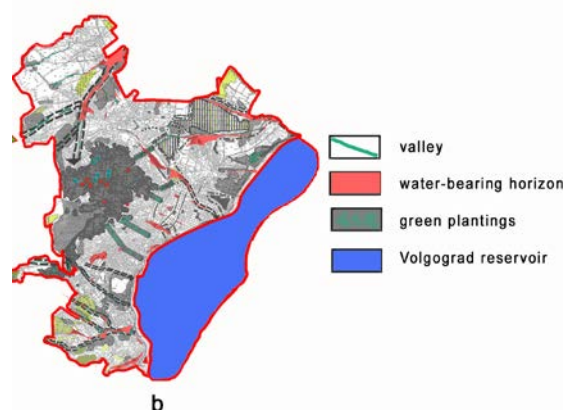 valley
water-bearing horizon
green plantings
Volgograd reservoir
b